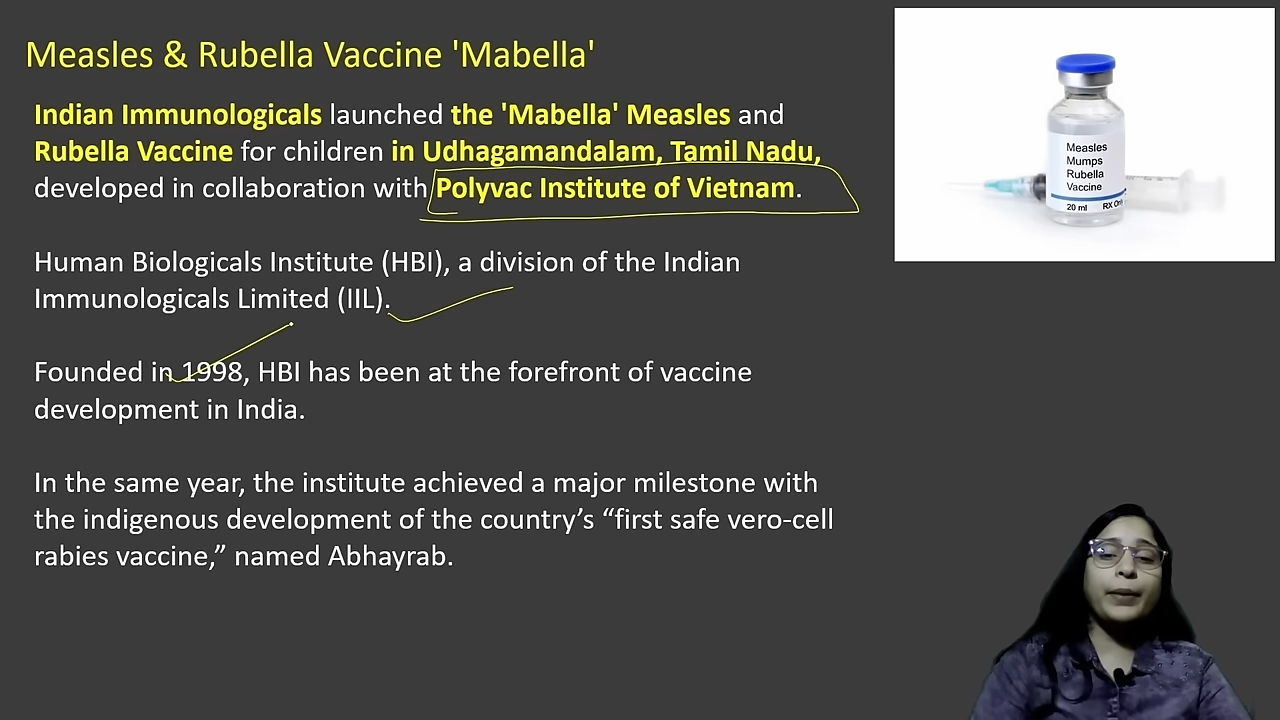 Measles & Rubella Vaccine 'Mabella'
Indian Immunologicals launched the 'Mabella' Measles and
Rubella Vaccine for children in Udhagamandalam, Tamil Nadu,
developed in collaboration with Polyvac Institute of Vietnam.
Human Biologicals Institute (HBI), a division of the Indian
Immunologicals Limited (IIL).
Founded in 1998, HBI has been at the forefront of vaccine
development in India.
In the same year, the institute achieved a major milestone with
the indigenous development of the country’s “first safe vero-cell
rabies vaccine,” named Abhayrab.
Measles
Mumps
Rubella
Vaccine
20 ml RX Only